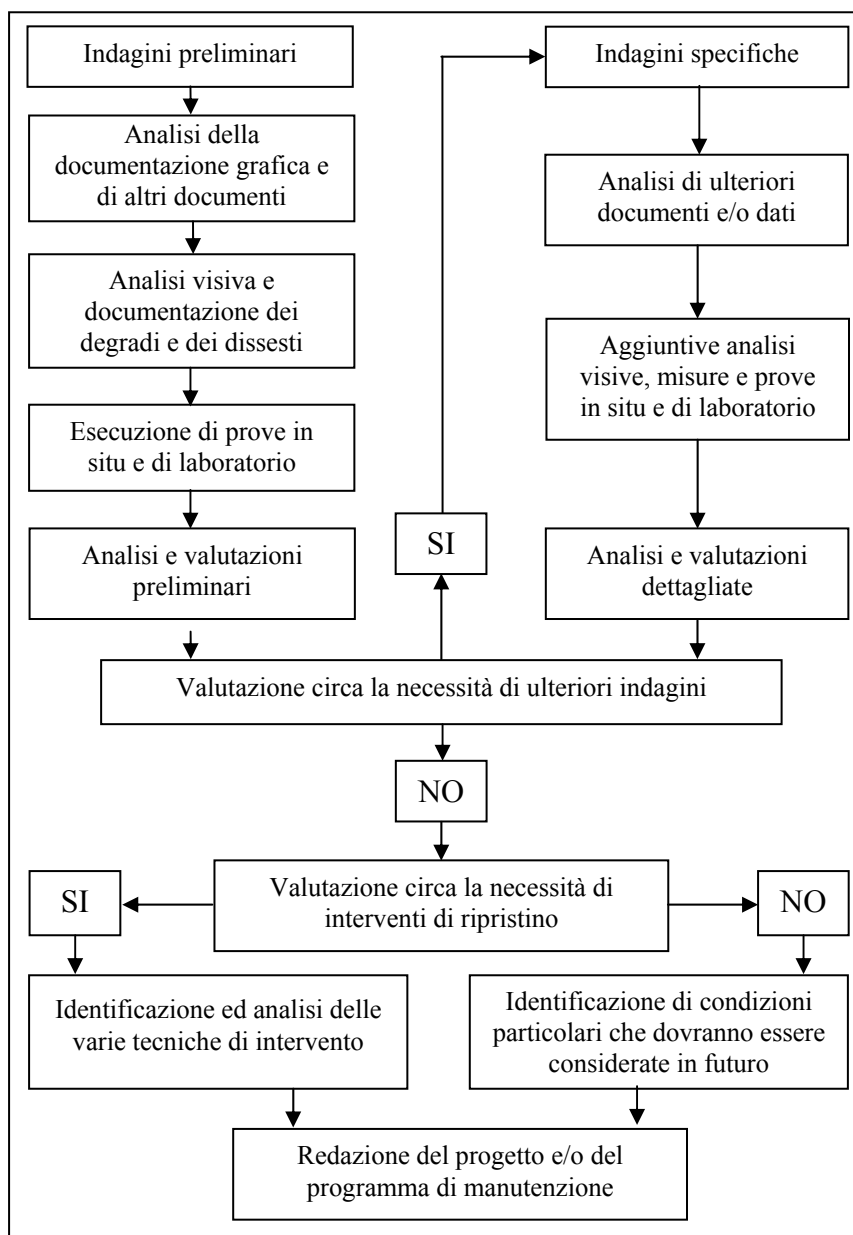 Indagini preliminari
Analisi della
documentazione grafica e
di altri documenti
Analisi visiva e
documentazione dei
degradi e dei dissesti
Esecuzione di prove in
situ e di laboratorio
Analisi e valutazioni
preliminari
Indagini specifiche
Analisi di ulteriori
documenti e/o dati
Aggiuntive analisi
visive, misure e prove
in situ e di laboratorio
Analisi e valutazioni
dettagliate
SI
Valutazione circa la necessità di ulteriori indagini
NO
Valutazione circa la necessità di
interventi di ripristino
SI
NO
Identificazione ed analisi delle
varie tecniche di intervento
Identificazione di condizioni
particolari che dovranno essere
considerate in futuro
Redazione del progetto e/o del
programma di manutenzione